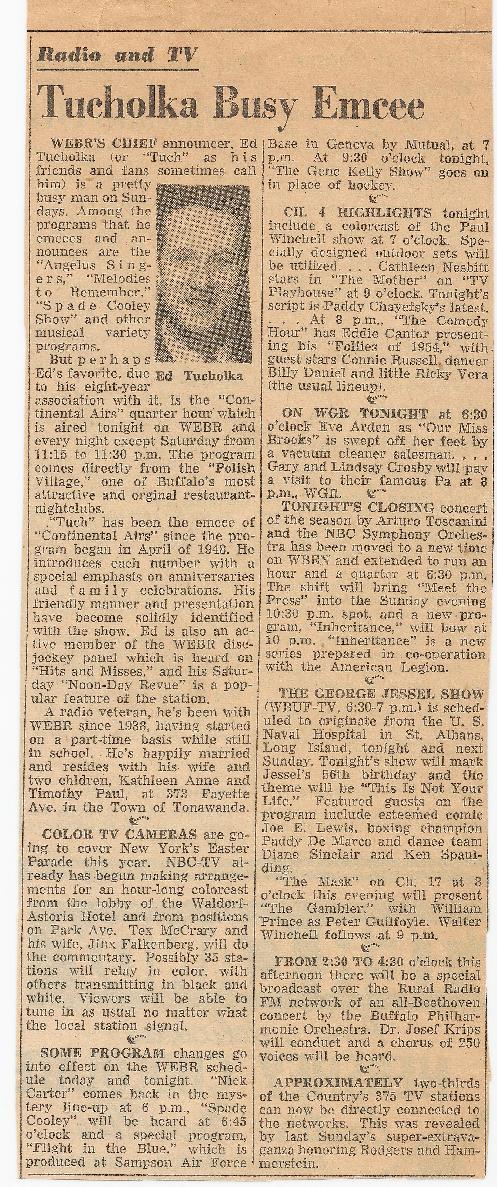 Radio and TV
Tucholka Busy Emcee
WEBR'S CHIEF announcer, Ed
Tucholka (or "Tuch" as his
friends and fans sometimes call
him) is a pretty
busy man on Sun-
days. Among the
programs that he
emcees and an-
nounces are the
"Angelus Sing-
ers," "Melodies
to Remember,"
"Spade Cooley
Show" and other
musical variety
programs.
But perhaps
Ed's favorite, due
to his eight-year
Ed Tucholka
association with it, is the "Con-
tinental Airs" quarter hour which
is aired tonight on WEBR and
every night except Saturday from
11:15 to 11:30 p.m. The program
comes directly from the "Polish
Village," one of Buffalo's most
attractive and orginal restaurant-
nightclubs.
"Tuch" has been the emcee of
"Continental Airs" since the pro-
gram began in April of 1946. He
introduces each number with a
special emphasis on anniversaries
and family celebrations. His
friendly manner and presentation
have become solidly identified
with the show. Ed is also an ac-
tive member of the WEBR disc-
jockey panel which is heard on
"Hits and Misses," and his Satur-
day "Noon-Day Revue" is a pop-
ular feature of the station.
A radio veteran, he's been with
WEBR since 1938, having started
on a part-time basis while still
in school. He's happily married
and resides with his wife and
two chidren, Kathleen Anne and
Timothy Paul, at 373 Fayette
Ave. in the Town of Tonawanda.
COLOR TV CAMERAS are go-
ing to cover New York's Easter
Parade this year. NBC-TV al-
ready has begun making arrange-
ments for an hour-long colorcast
from the lobby of the Waldorf-
Astoria Hotel and from positions
on Park Ave. Tex McCrary and
his wife, Jinx Falkenberg, will do
the commentary. Possibly 35 sta-
tions will relay in color, with
others transmitting in black and
white. Viewers will be able to
tune in as usual no matter what
the local station signal.
SOME PROGRAM changes go
into effect on the WEBR sched-
ule today and tonight. "Nick
Carter" comes back in the mys-
tery line-up at 6 p.m., "Spade
Cooley" will be heard at 6:45
o'clock and a special program,
"Flight in the Blue," which is
produced at Sampson Air Force
Base in Geneva by Mutual, at 7
p.m. At 9:30 o'clock tonight,
"The Gene Kelly Show" goes on
in place of hockey.
CH. 4 HIGHLIGHTS tonight
include a colorcast of the Paul
Winchell show at 7 o'clock. Spe-
cially designed outdoor sets will
be utilized . . . Cathleen Nesbitt
stars in "The Mother" on "TV
Playhouse" at 9 o'clock. Tonight's
script is Paddy Chayefsky's latest.
. . . At 8 p.m., "The Comedy
Hour" has Eddie Cantor present-
ing his "Follies of 1954," with
guest stars Connie Russell, dancer
Billy Daniel and little Ricky Vera
(the usual lineup).
ON WGR TONIGHT at 6:30
o'clock Eve Arden as "Our Miss
Brooks" is swept off her feet by
a vacuum cleaner salesman. . . .
Gary and Lindsay Crosby will pay
a visit to their famous Pa at 8
p.m., WGR.
TONIGHT'S CLOSING concert
of the season by Arturo Toscanini
and the NBC Symphony Orches-
tra has been moved to a new time
on WBEN and extended to run an
hour and a quarter at 6:30 p.m.
The shift will bring "Meet the
Press" into the Sunday evening
10:30 p.m. spot, and a new pro-
gram, "Inheritance," will bow at
10 p.m. "Inheritance" is a new
series prepared in co-operation
with the American Legion.
THE GEORGE JESSEL SHOW
(WBUF-TV, 6:30-7 p.m.) is sched-
uled to originate from the U. S.
Naval Hospital in St. Albans,
Long Island, tonight and next
Sunday. Tonight's show will mark
Jessel's 56th birthday and the
theme will be "This Is Not Your
Life." Featured guests on the
program include esteemed comic
Joe E. Lewis, boxing champion
Paddy De Marco and dance team
Diane Sinclair and Ken Spaul-
ding.
"The Mask" on Ch. 17 at 8
o'clock this evening will present
"The Gambler," with William
Prince as Peter Guilfoyle. Walter
Winchell follows at 9 p.m.
FROM 2:30 TO 4:30 o'clock this
afternoon there will be a special
broadcast over the Rural Radio
FM network of an all-Beethoven
concert by the Buffalo Philhar-
monic Orchestra. Dr. Josef Krips
will conduct and a chorus of 250
voices will be heard.
APPROXIMATELY two-thirds
of the Country's 375 TV stations
can now be directly connected to
the networks. This was revealed
by last Sunday's super-extrava-
ganza honoring Rodgers and Ham-
merstein.